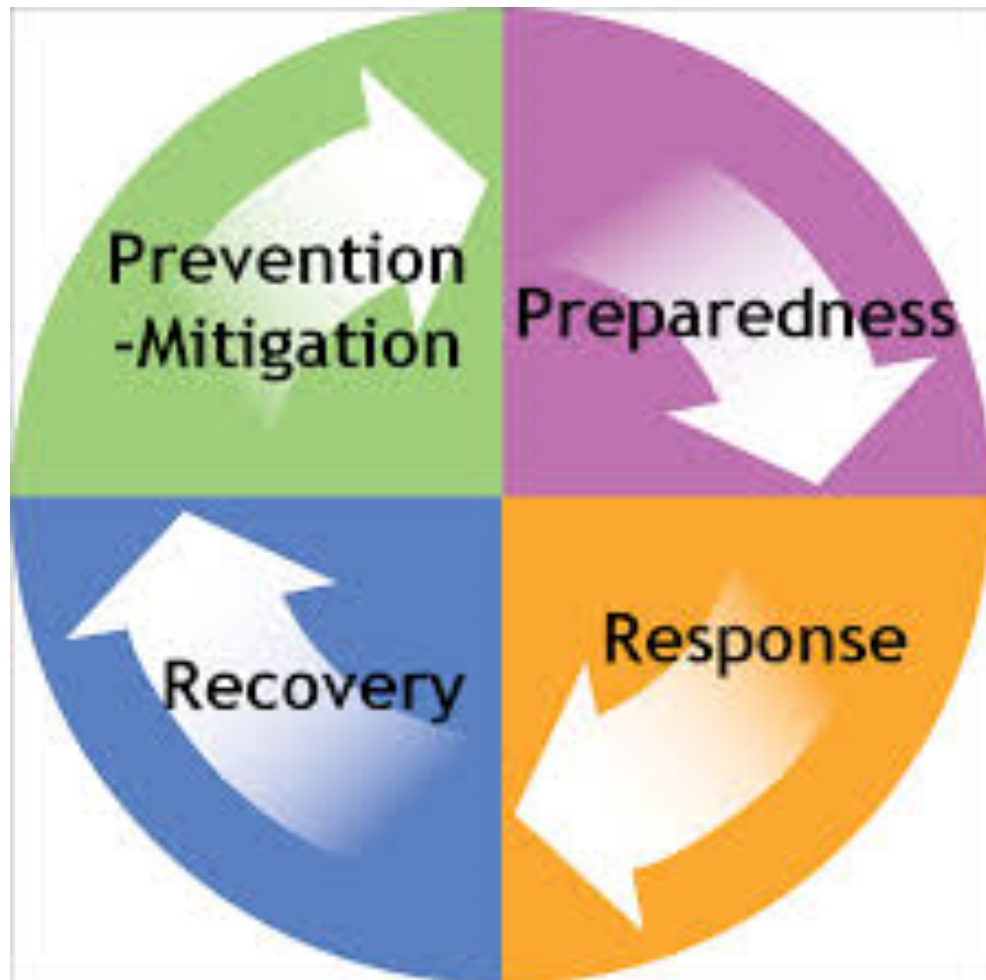 Prevention
-Mitigation
Preparedness
Response
Recovery